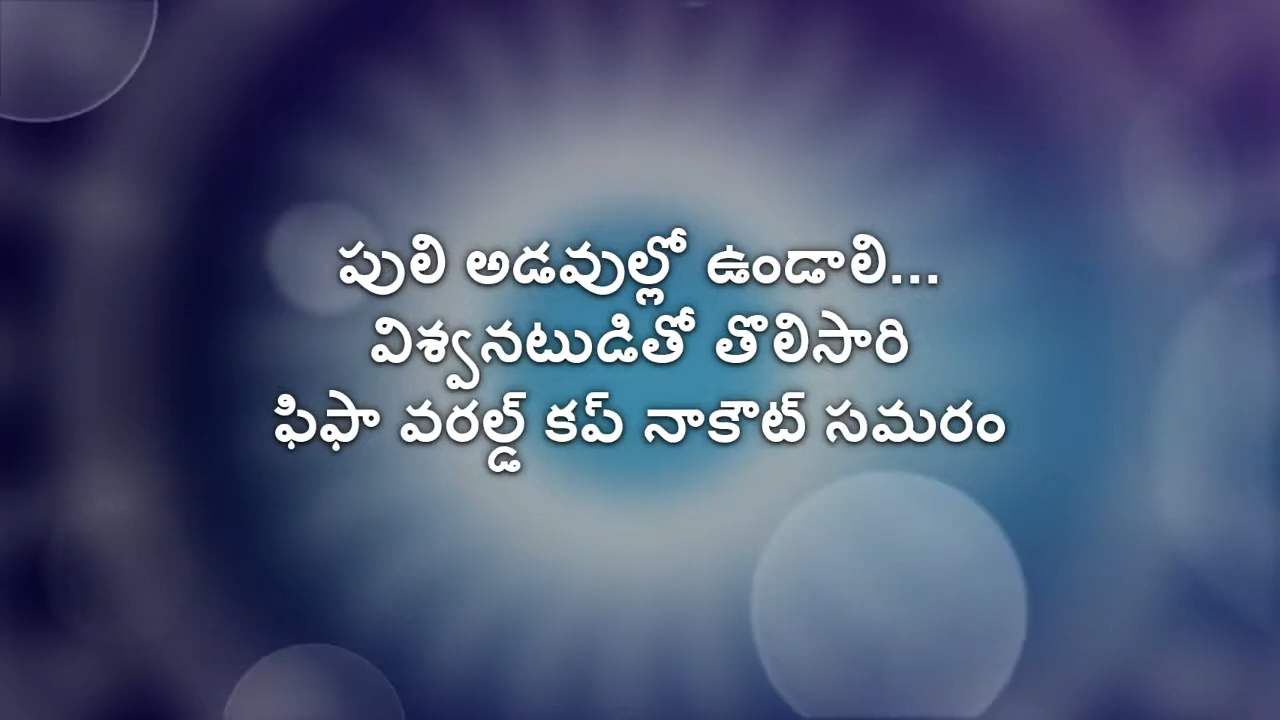 పులి అడవుల్లో ఉండాలి...
విశ్వనటుడితో తొలిసారి
ఫిఫా వరల్డ్ కప్ నాకౌట్ సమరం